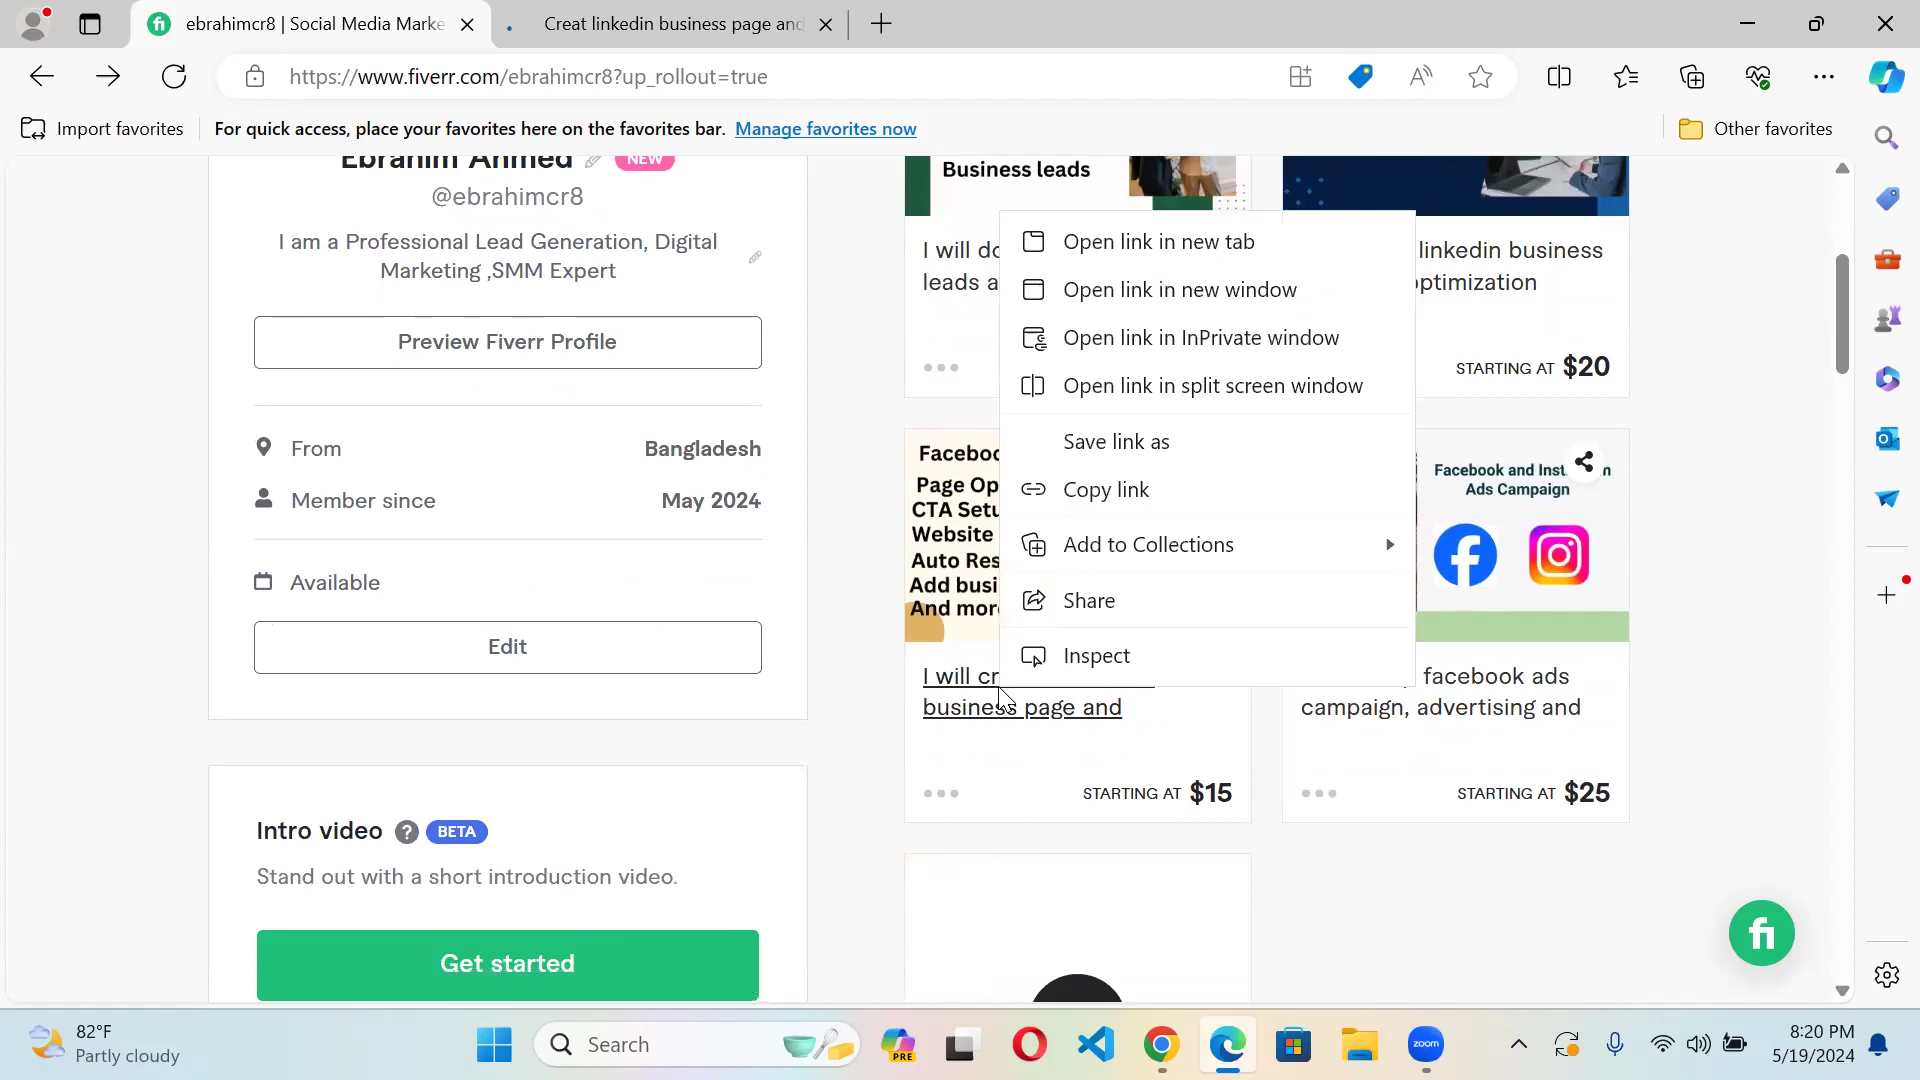 ebrahimcr8 | Social Media Marke
Creat linkedin business page and
https://www.fiverr.com/ebrahimcr8?up_rollout=true
Import favorites
For quick access, place your favorites here on the favorites bar. Manage favorites now
Other favorites
Ebrahim Ahmed
NEW
@ebrahimcr8
I am a Professional Lead Generation, Digital
Marketing ,SMM Expert
Preview Fiverr Profile
From
Bangladesh
Member since
May 2024
Available
Edit
Intro video
?
BETA
Stand out with a short introduction video.
Get started
Business leads
I will do
leads a
linkedin business
ptimization
STARTING AT $20
Open link in new tab
Open link in new window
Open link in InPrivate window
Open link in split screen window
Save link as
Copy link
Add to Collections
Share
Inspect
Facebo
Page Op
CTA Setu
Website
Auto Res
Add busi
And mor
I will cr
business page and
STARTING AT $15
Facebook and Inst n
Ads Campaign
facebook ads
campaign, advertising and
STARTING AT $25
fi
82°F
Partly cloudy
Search
PRE
zoom
8:20 PM
5/19/2024